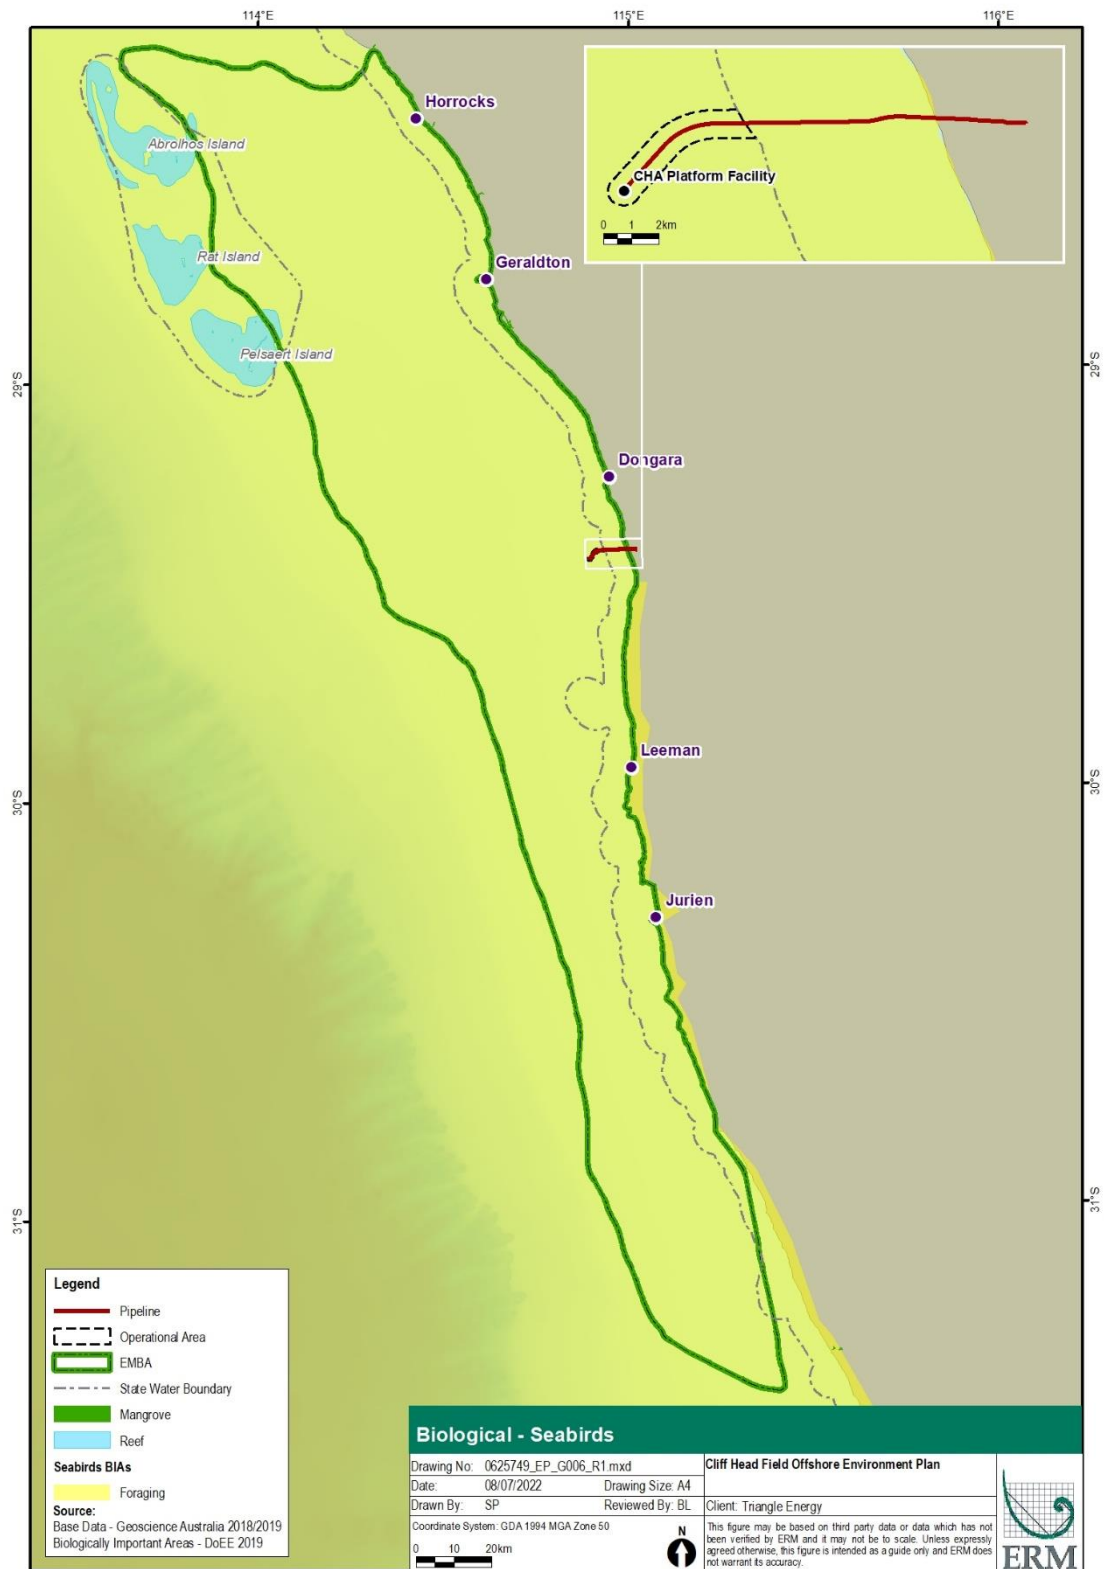 114°E
115°E
116°E
Horrocks
Abrolhos Island
CHA Platform Facility
0 1 2km
Rat Island
Geraldton
Pelsaert Island
29°S
29°S
Dongara
Leeman
30°S
30°S
Jurien
31°S
31°S
Legend
Pipeline
Operational Area
EMBA
State Water Boundary
Mangrove
Reef
Seabirds BIAs
Foraging
Source:
Base Data - Geoscience Australia 2018/2019
Biologically Important Areas - DoEE 2019
Biological - Seabirds
Drawing No: 0625749_EP_G006_R1.mxd
Cliff Head Field Offshore Environment Plan
Date: 08/07/2022 Drawing Size: A4
Drawn By: SP Reviewed By: BL
Client: Triangle Energy
Coordinate System: GDA 1994 MGA Zone 50
0 10 20km
N
This figure may be based on third party data or data which has not
been verified by ERM and it may not be to scale. Unless expressly
agreed otherwise, this figure is intended as a guide only and ERM does
not warrant its accuracy.
ERM